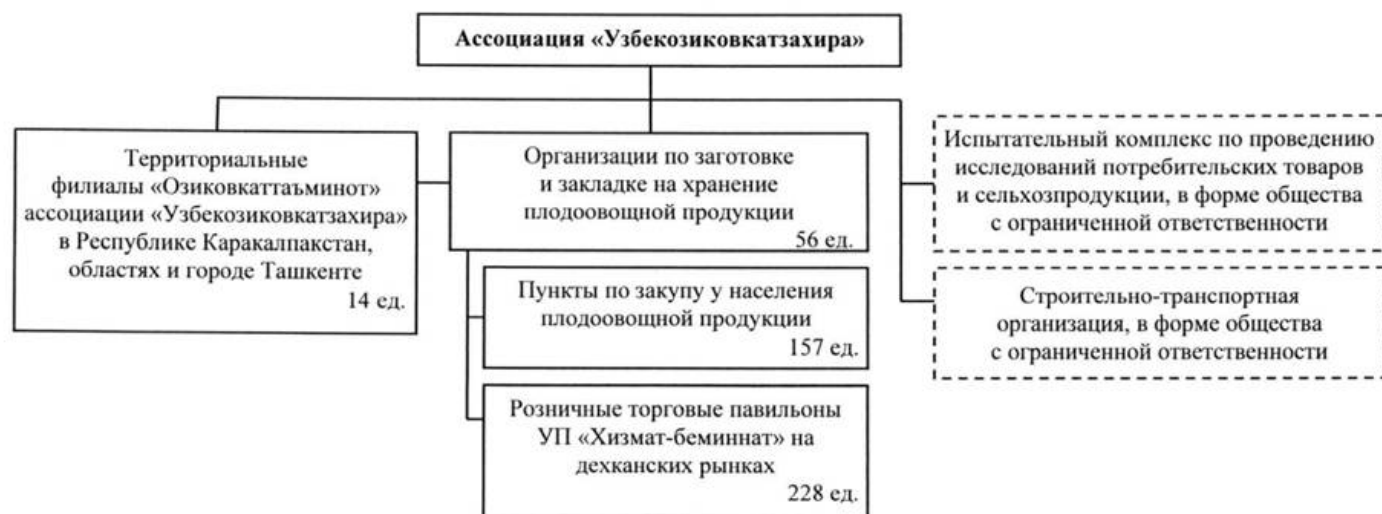 Ассоциация «Узбекозиковкатзахира»
Территориальные
филиалы «Озиковкаттаъминот»
ассоциации «Узбекозиковкатзахира»
в Республике Каракалпакстан,
областях и городе Ташкенте
14 ед.
Организации по заготовке
и закладке на хранение
плодоовощной продукции
56 ед.
Пункты по закупу у населения
плодоовощной продукции
157 ед.
Розничные торговые павильоны
УП «Хизмат-беминнат» на
дехканских рынках
228 ед.
Испытательный комплекс по проведению
исследований потребительских товаров
и сельхозпродукции, в форме общества
с ограниченной ответственности
Строительно-транспортная
организация, в форме общества
с ограниченной ответственности